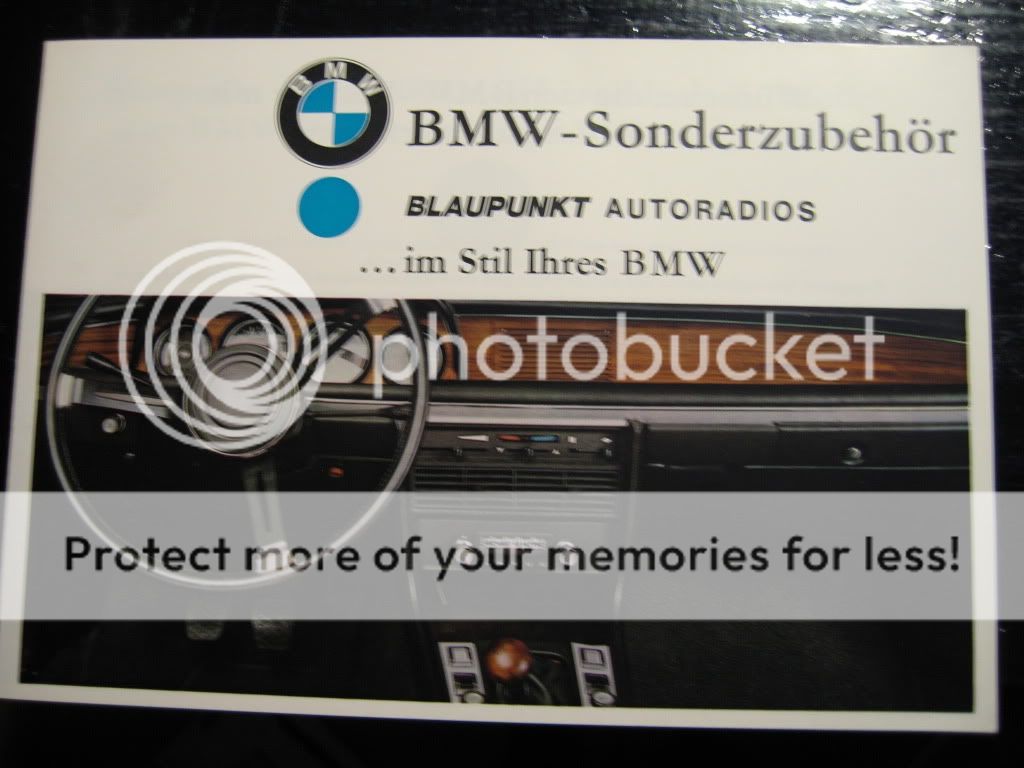 BMW
BMW-Sonderzubehör
BLAUPUNKT AUTORADIOS
...im Stil Ihres BMW
photobucket
Protect more of your memories for less!